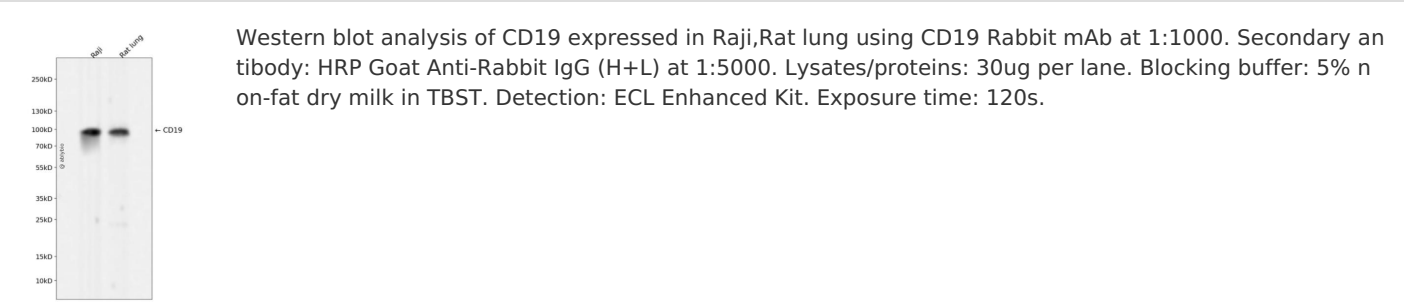 Raji
Rat lung
250kD
130kD
100kD
70kD
55kD
35kD
25kD
15kD
10kD
← CD19
@ abybio
Western blot analysis of CD19 expressed in Raji,Rat lung using CD19 Rabbit mAb at 1:1000. Secondary an
tibody: HRP Goat Anti-Rabbit IgG (H+L) at 1:5000. Lysates/proteins: 30ug per lane. Blocking buffer: 5% n
on-fat dry milk in TBST. Detection: ECL Enhanced Kit. Exposure time: 120s.